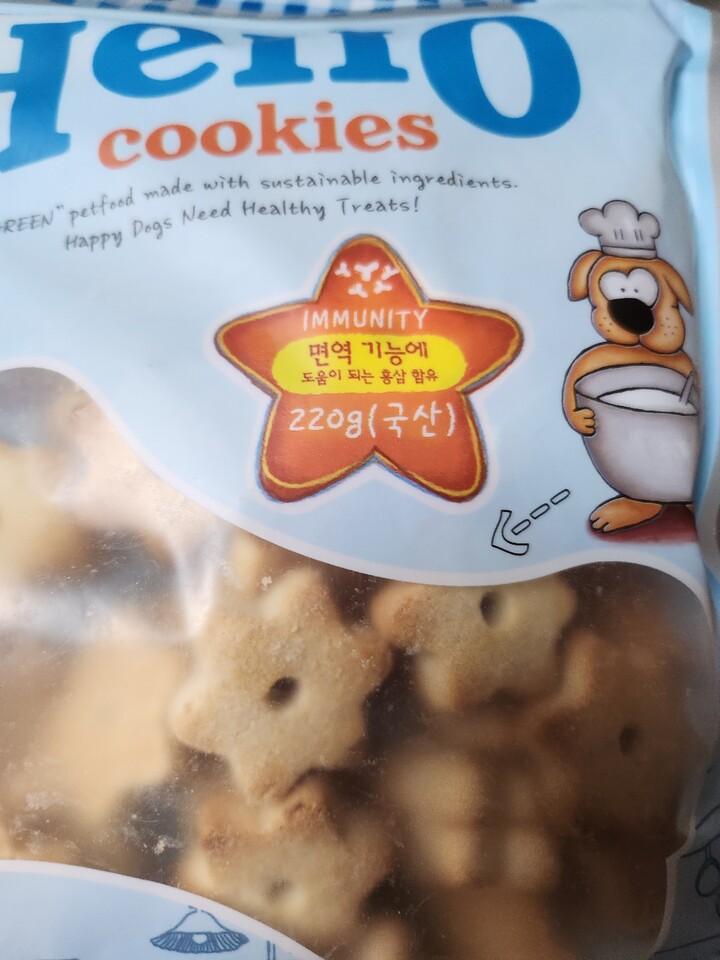 Hello
cookies
"GREEN" petfood made with sustainable ingredients.
Happy Dogs Need Healthy Treats!
IMMUNITY
면역 기능에
도움이 되는 홍삼 함유
220g(국산)